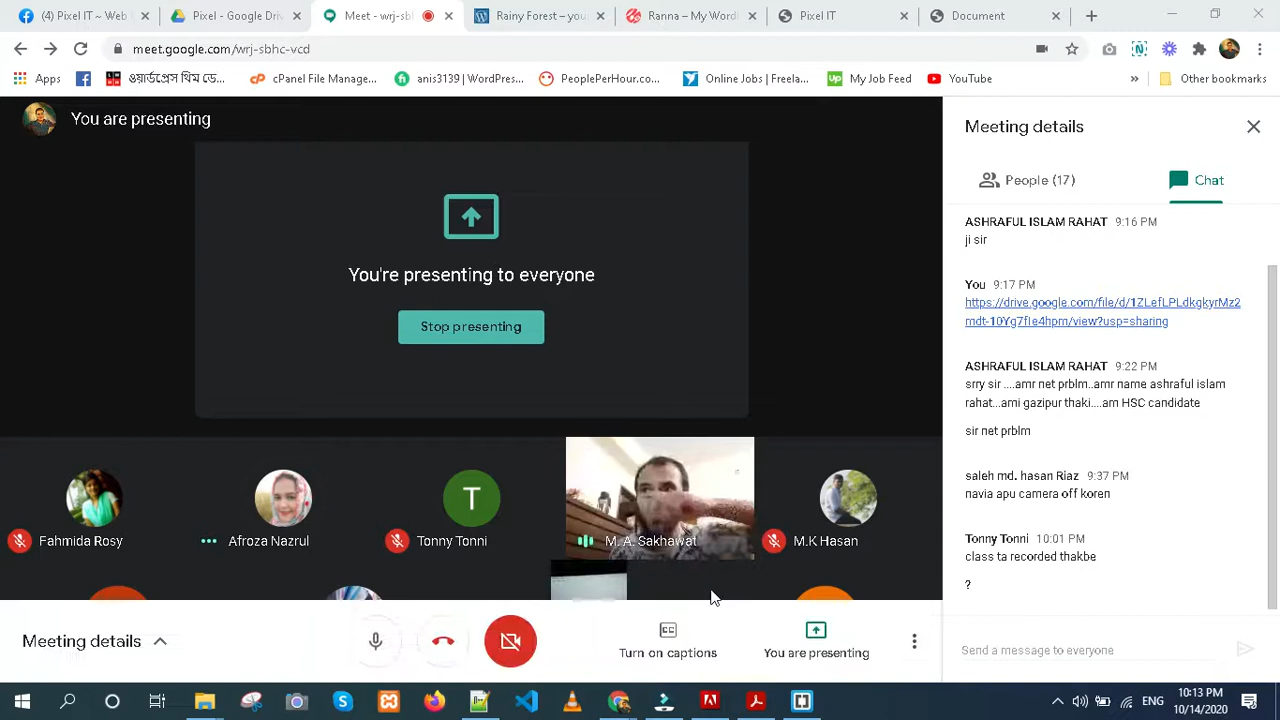 (4) Pixel IT ~ Web
Pixel - Google Driv
Meet - wrj-sbl
Rainy Forest – you
Ranna – My Word
Pixel IT
Document
meet.google.com/wrj-sbhc-vcd
Apps
ওয়ার্ডপ্রেস থিম ডে...
cPanel File Manage...
anis3139 | WordPres...
PeoplePerHour.co...
Online Jobs | Freela...
My Job Feed
YouTube
»
Other bookmarks
You are presenting
You're presenting to everyone
Stop presenting
Meeting details
People (17)
Chat
ASHRAFUL ISLAM RAHAT 9:16 PM
ji sir
You 9:17 PM
https://drive.google.com/file/d/1ZLefLPLdkgkyrMz2
mdt-10Yg7fIe4hpm/view?usp=sharing
ASHRAFUL ISLAM RAHAT 9:22 PM
srry sir ....amr net prblm..amr name ashraful islam
rahat...ami gazipur thaki....am HSC candidate
sir net prblm
saleh md. hasan Riaz 9:37 PM
navia apu camera off koren
Tonny Tonni 10:01 PM
class ta recorded thakbe
?
Send a message to everyone
T
Fahmida Rosy
Afroza Nazrul
Tonny Tonni
M. A. Sakhawat
M.K Hasan
Meeting details
Turn on captions
You are presenting
ENG
10:13 PM
10/14/2020